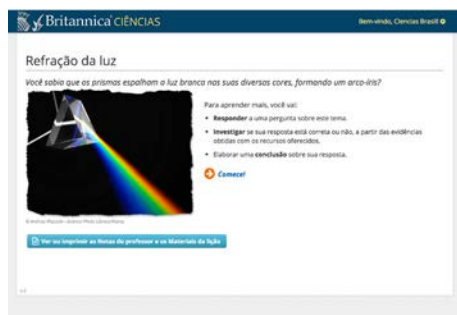 Britannica CIÊNCIAS
Bem-vindo, Ciencias Brasil!
Refração da luz
Você sabia que os prismas espalham a luz branca nas suas diversas cores, formando um arco-íris?
Para aprender mais, você vai:
• Responder a uma pergunta sobre este tema.
• Investigar se sua resposta está correta ou não, a partir das evidências
obtidas com os recursos oferecidos.
• Elaborar uma conclusão sobre sua resposta.
Comece!
Ver ou imprimir as Notas do professor e os Materiais da lição